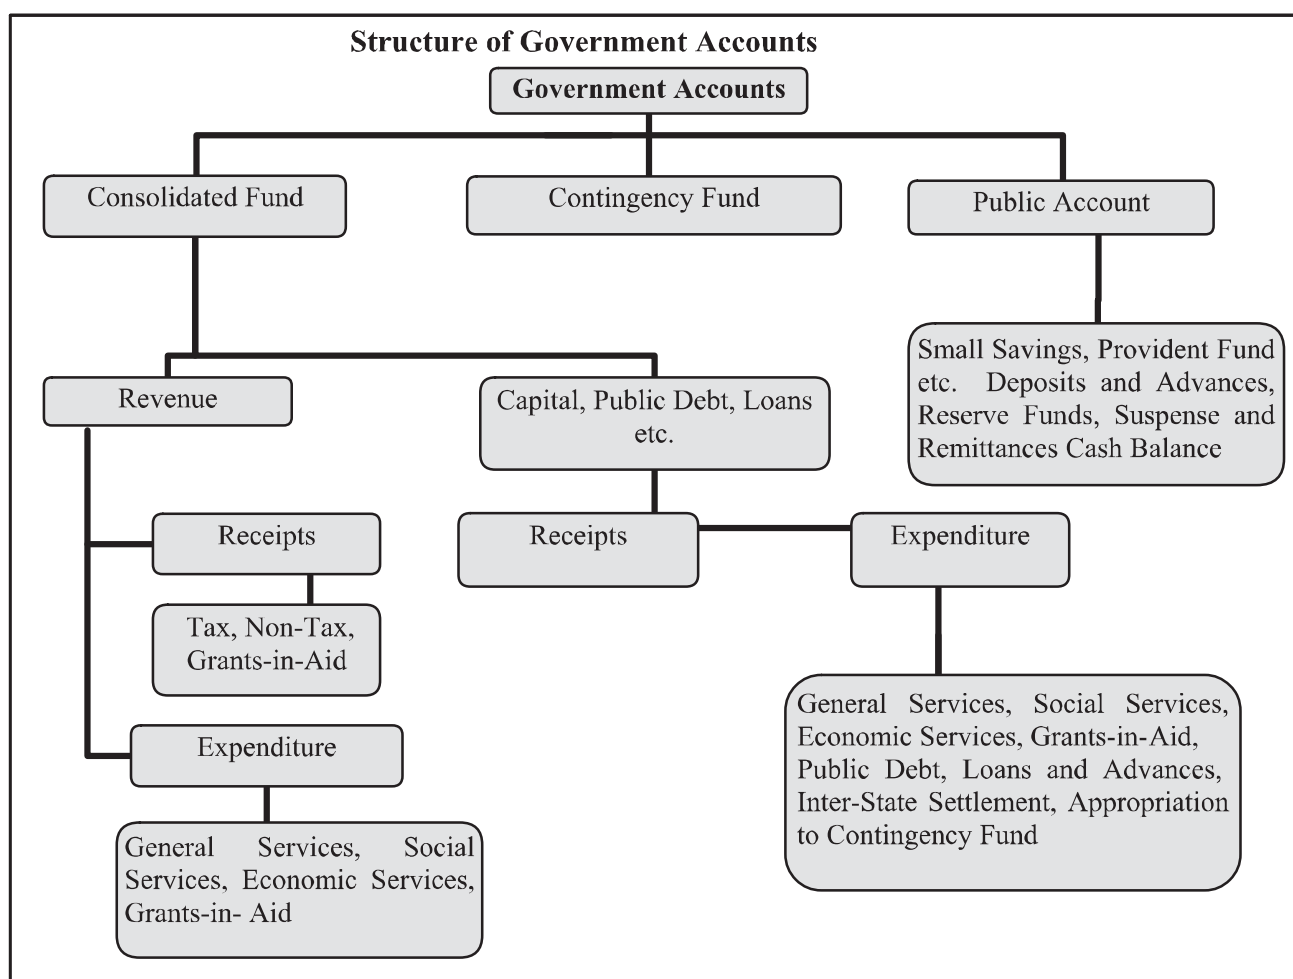 Structure of Government Accounts
Government Accounts
Consolidated Fund
Contingency Fund
Public Account
Small Savings, Provident Fund
etc. Deposits and Advances,
Reserve Funds, Suspense and
Remittances Cash Balance
Revenue
Capital, Public Debt, Loans
etc.
Receipts
Receipts
Expenditure
Tax, Non-Tax,
Grants-in-Aid
Expenditure
General Services, Social
Services, Economic Services,
Grants-in- Aid
General Services, Social Services,
Economic Services, Grants-in-Aid,
Public Debt, Loans and Advances,
Inter-State Settlement, Appropriation
to Contingency Fund